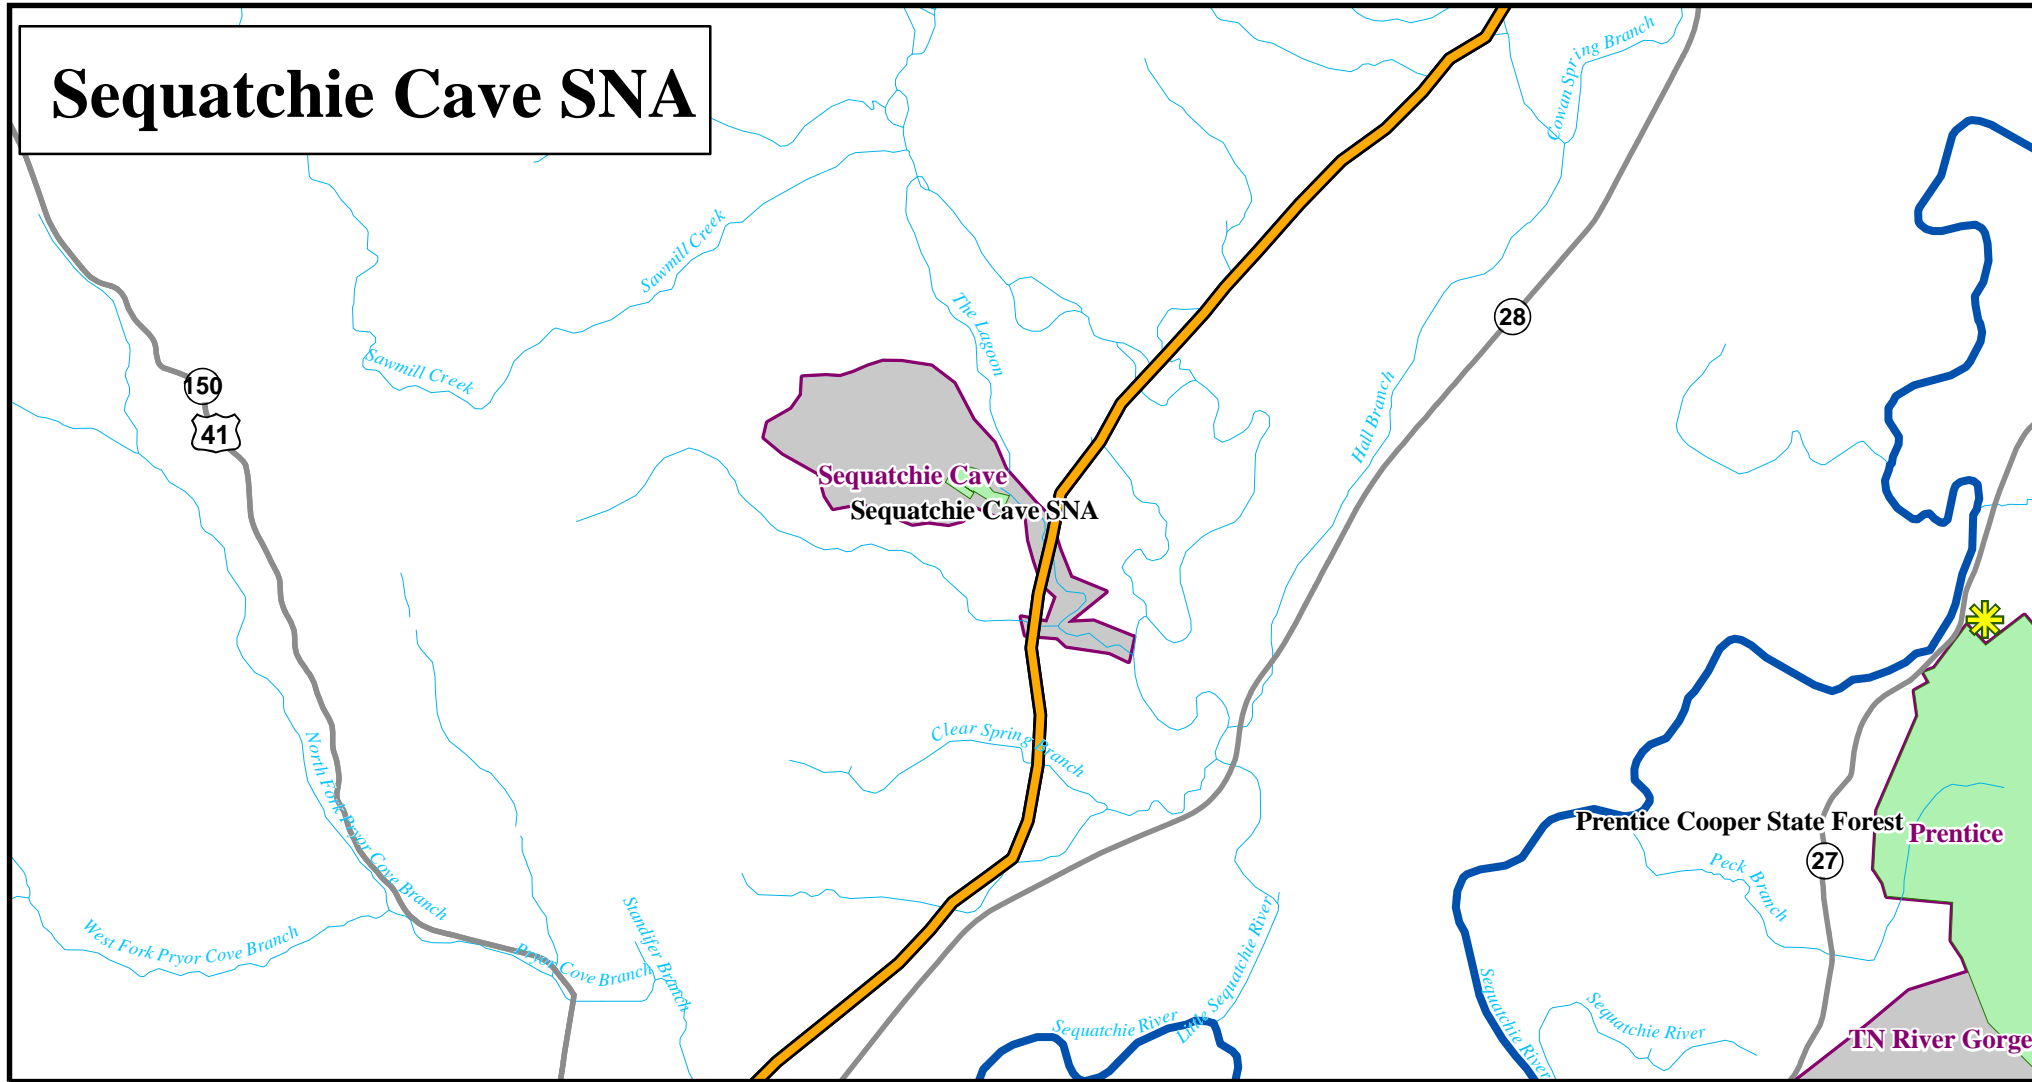 Sequatchie Cave SNA
Cowan Spring Branch
Sawmill Creek
The Lagoon
28
Sawmill Creek
150
41
Hall Branch
Sequatchie Cave
Sequatchie Cave SNA
Clear Spring Branch
North Fork Pryor Cove Branch
Prentice Cooper State Forest
Prentice
27
Peck Branch
West Fork Pryor Cove Branch
Pryor Cove Branch
Standifer Branch
Little Sequatchie River
Sequatchie River
Sequatchie River
Sequatchie River
TN River Gorge